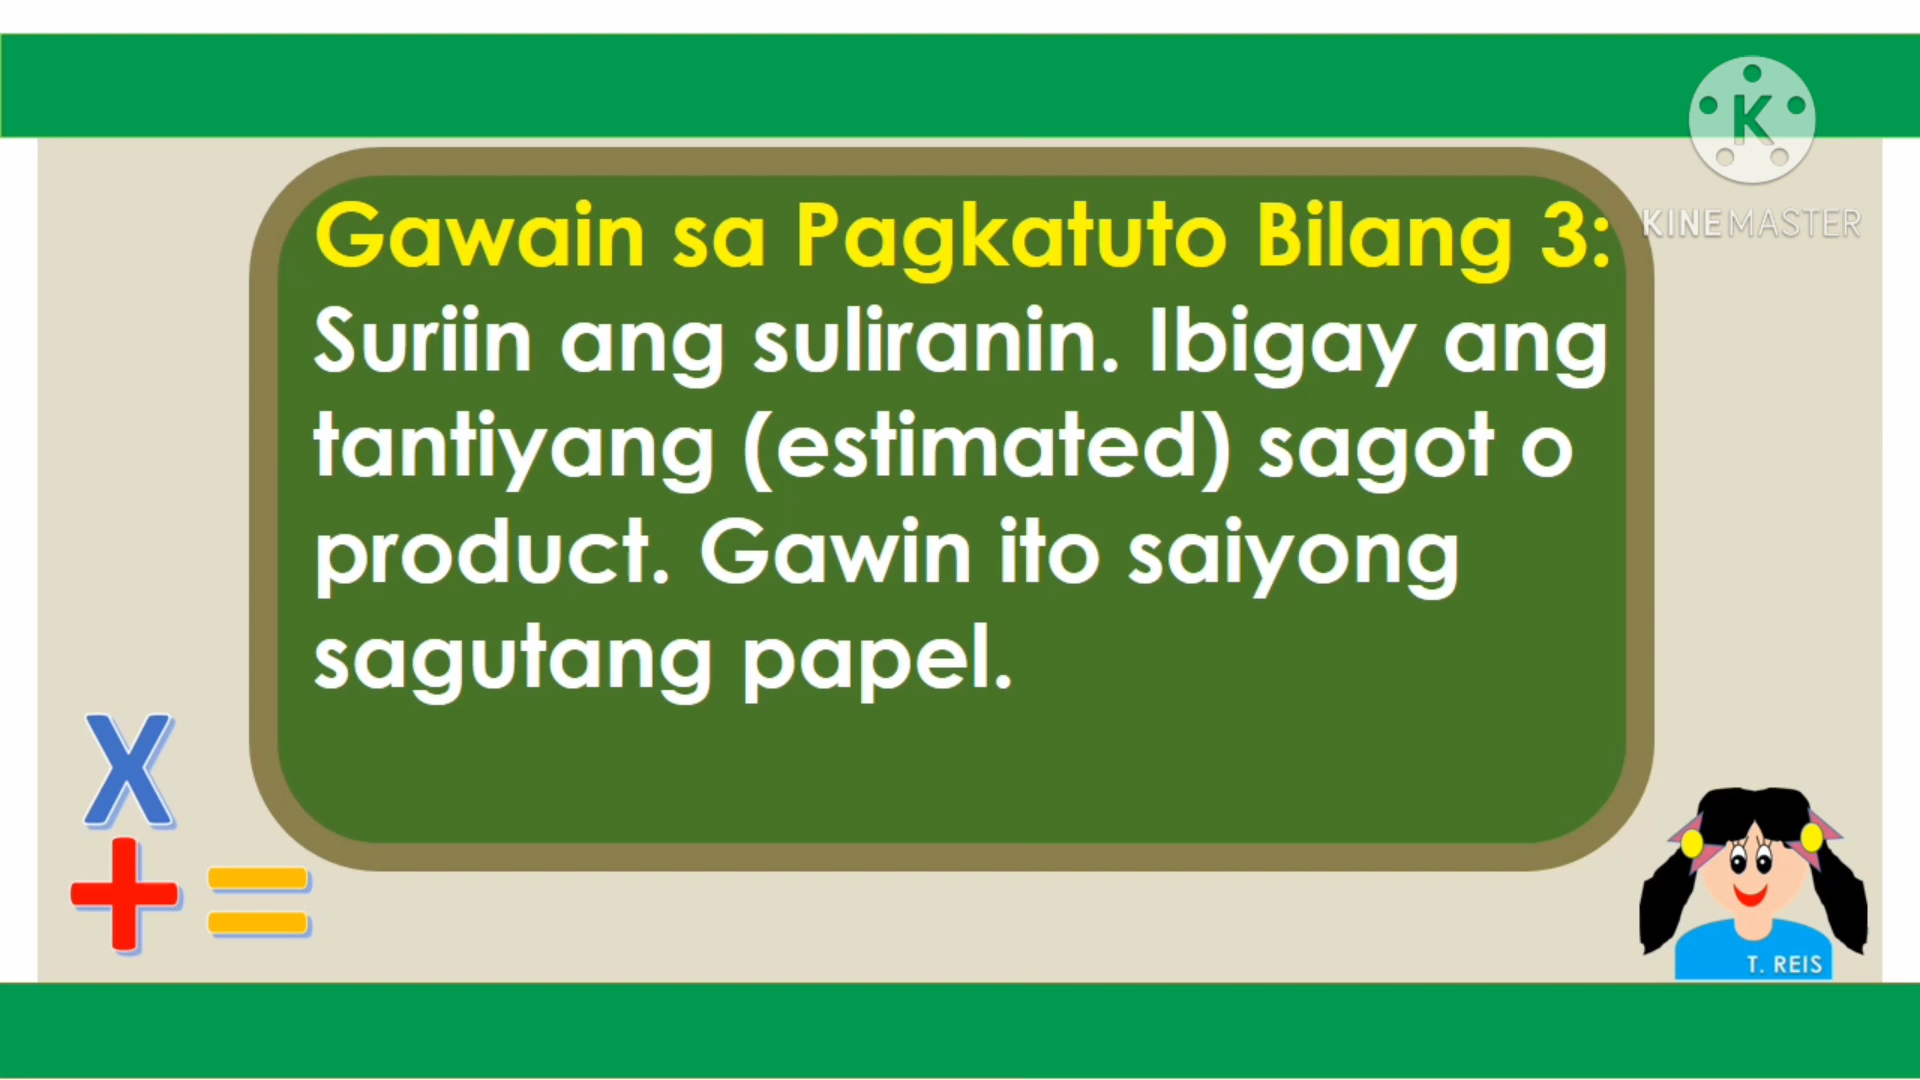 K
KINEMASTER
Gawain sa Pagkatuto Bilang 3:
Suriin ang suliranin. Ibigay ang
tantiyang (estimated) sagot o
product. Gawin ito saiyong
sagutang papel.
X
+ =
T. REIS